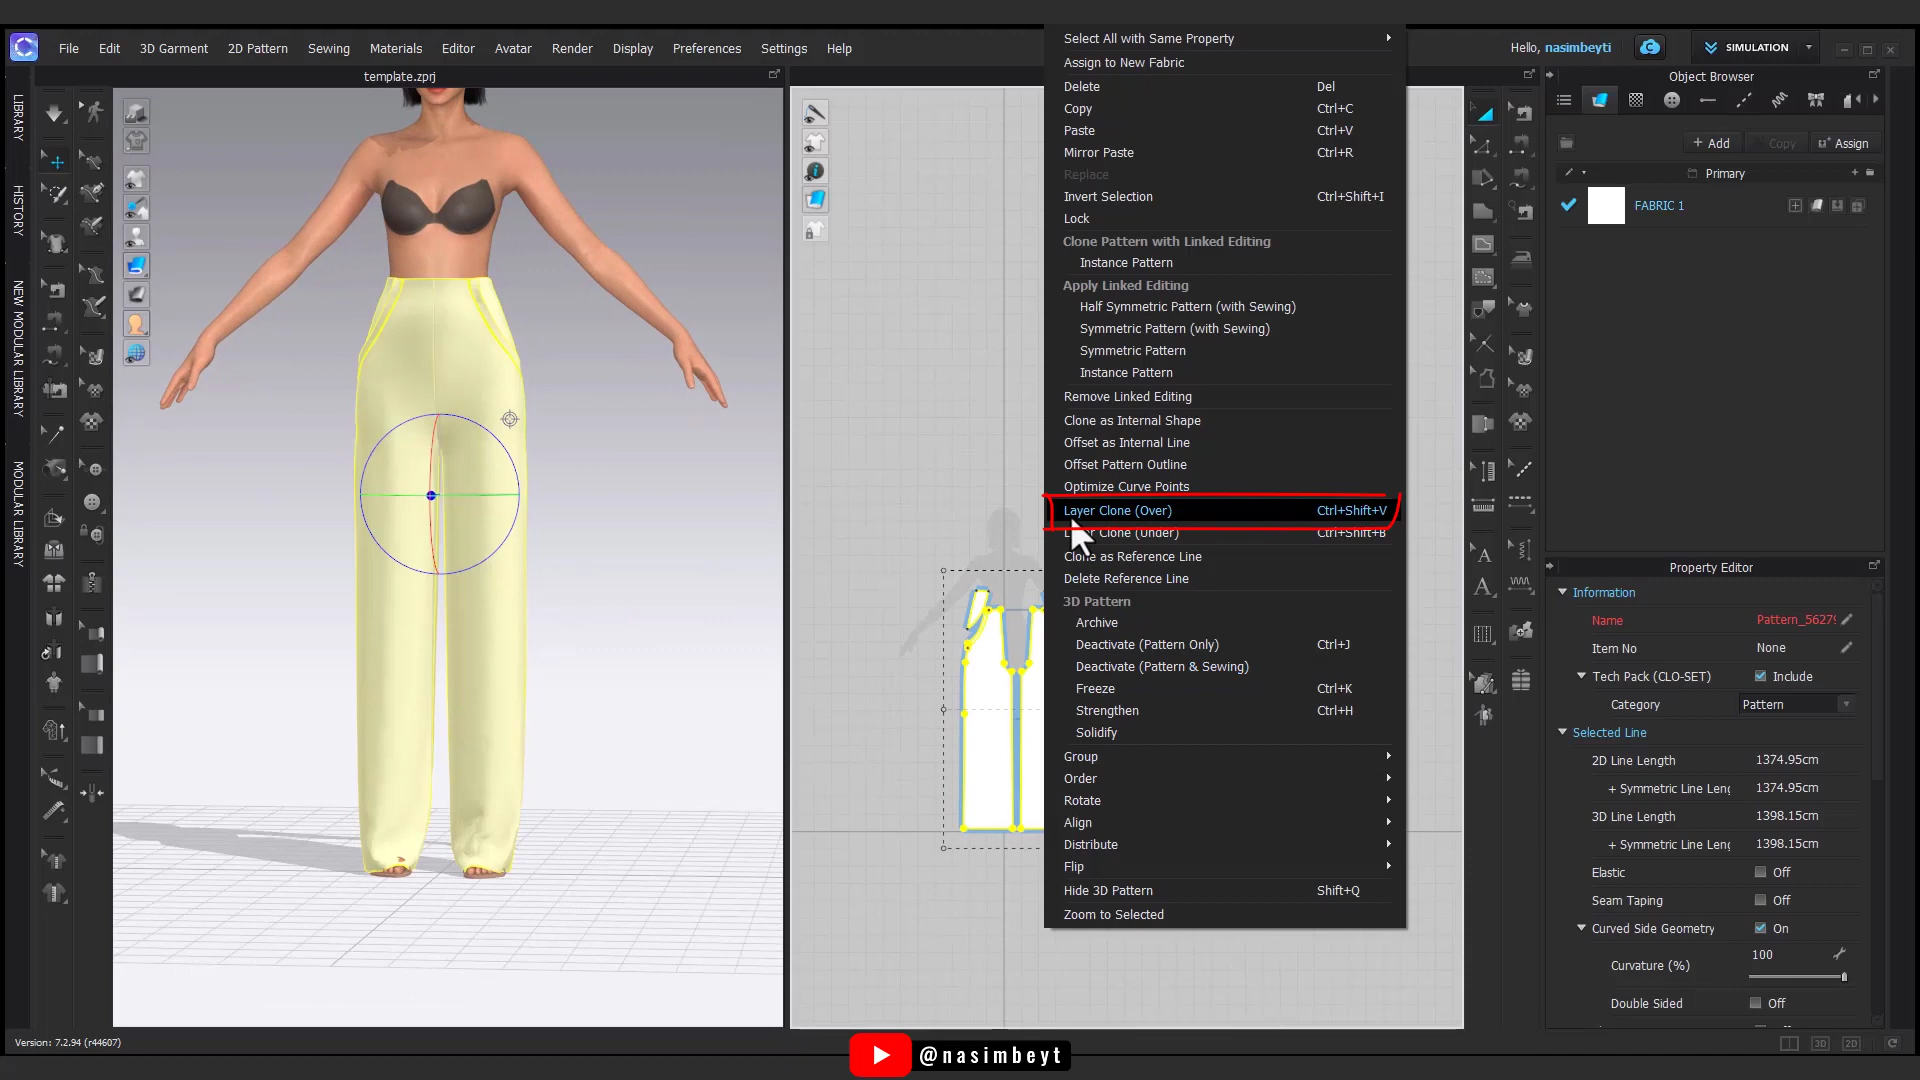 File Edit 3D Garment 2D Pattern Sewing Materials Editor Avatar Render Display Preferences Settings Help
Hello, nasimbeyti
SIMULATION
template.zprj
LIBRARY
HISTORY
NEW MODULAR LIBRARY
MODULAR LIBRARY
Select All with Same Property
Assign to New Fabric
Delete Del
Copy Ctrl+C
Paste Ctrl+V
Mirror Paste Ctrl+R
Replace
Invert Selection Ctrl+Shift+I
Lock
Clone Pattern with Linked Editing
Instance Pattern
Apply Linked Editing
Half Symmetric Pattern (with Sewing)
Symmetric Pattern (with Sewing)
Symmetric Pattern
Instance Pattern
Remove Linked Editing
Clone as Internal Shape
Offset as Internal Line
Offset Pattern Outline
Optimize Curve Points
Layer Clone (Over) Ctrl+Shift+V
Clone (Under) Ctrl+Shift+B
Clone as Reference Line
Delete Reference Line
3D Pattern
Archive
Deactivate (Pattern Only) Ctrl+J
Deactivate (Pattern & Sewing)
Freeze Ctrl+K
Strengthen Ctrl+H
Solidify
Group
Order
Rotate
Align
Distribute
Flip
Hide 3D Pattern Shift+Q
Zoom to Selected
Object Browser
+ Add Copy Assign
Primary
FABRIC 1
Property Editor
Information
Name Pattern_5627
Item No None
Tech Pack (CLO-SET) Include
Category Pattern
Selected Line
2D Line Length 1374.95cm
+ Symmetric Line Leng 1374.95cm
3D Line Length 1398.15cm
+ Symmetric Line Leng 1398.15cm
Elastic Off
Seam Taping Off
Curved Side Geometry On
Curvature (%) 100
Double Sided Off
Version: 7.2.94 (r44607)
@nasimbeyt
3D 2D